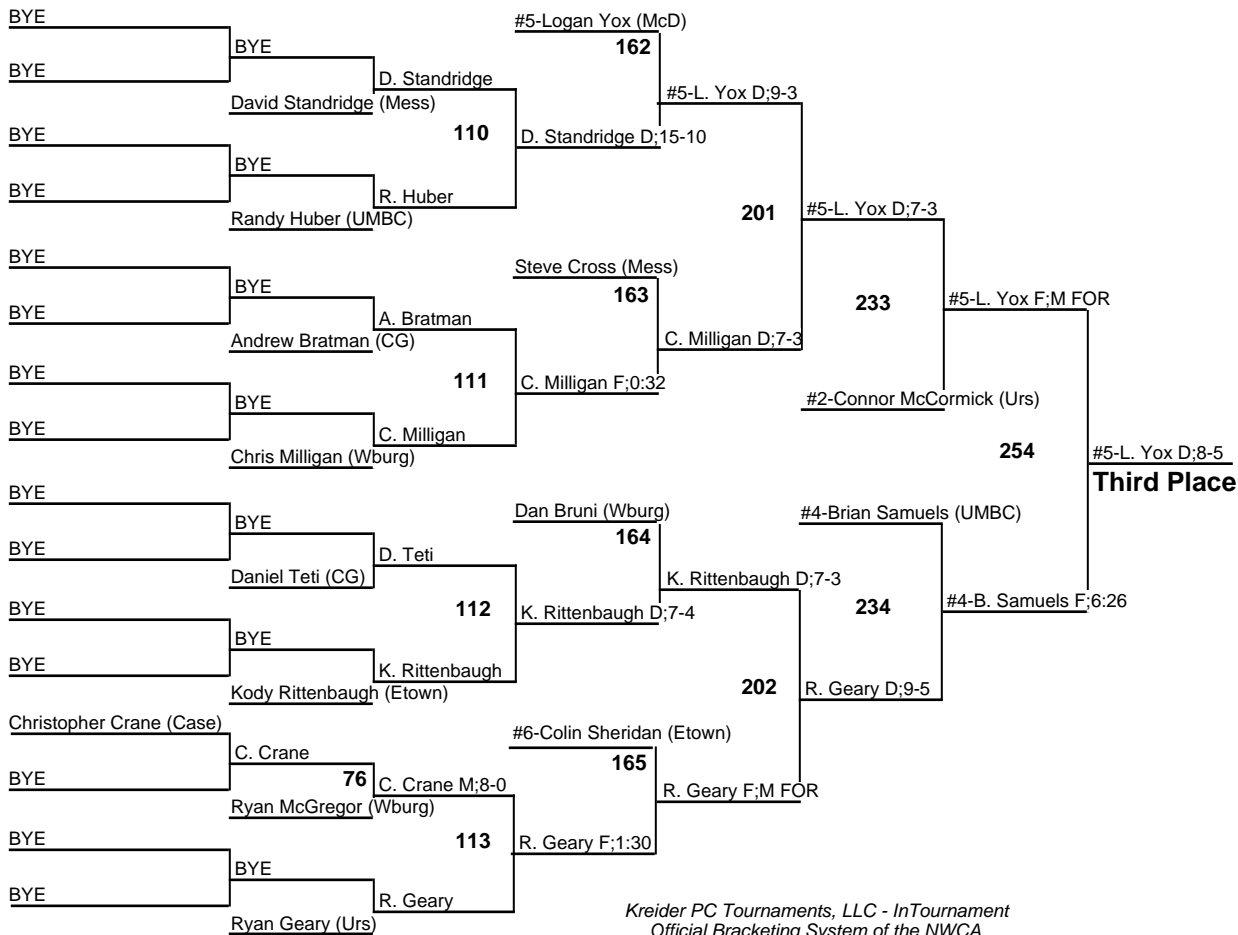 BYE
BYE
BYE
David Standridge (Mess)
D. Standridge
BYE
BYE
BYE
Randy Huber (UMBC)
R. Huber
110
D. Standridge D;15-10
#5-Logan Yox (McD)
162
#5-L. Yox D;9-3
BYE
BYE
BYE
Andrew Bratman (CG)
A. Bratman
BYE
BYE
BYE
Chris Milligan (Wburg)
C. Milligan
111
C. Milligan F;0:32
Steve Cross (Mess)
163
C. Milligan D;7-3
201
#5-L. Yox D;7-3
233
#2-Connor McCormick (Urs)
#5-L. Yox F;M FOR
BYE
BYE
BYE
Daniel Teti (CG)
D. Teti
BYE
BYE
BYE
Kody Rittenbaugh (Etown)
K. Rittenbaugh
112
K. Rittenbaugh D;7-4
Dan Bruni (Wburg)
164
K. Rittenbaugh D;7-3
Christopher Crane (Case)
BYE
C. Crane
76
Ryan McGregor (Wburg)
C. Crane M;8-0
BYE
BYE
BYE
Ryan Geary (Urs)
R. Geary
113
R. Geary F;1:30
#6-Colin Sheridan (Etown)
165
R. Geary F;M FOR
202
R. Geary D;9-5
#4-Brian Samuels (UMBC)
234
#4-B. Samuels F;6:26
254
#5-L. Yox D;8-5
Third Place
Kreider PC Tournaments, LLC - InTournament
Official Bracketing System of the NWCA